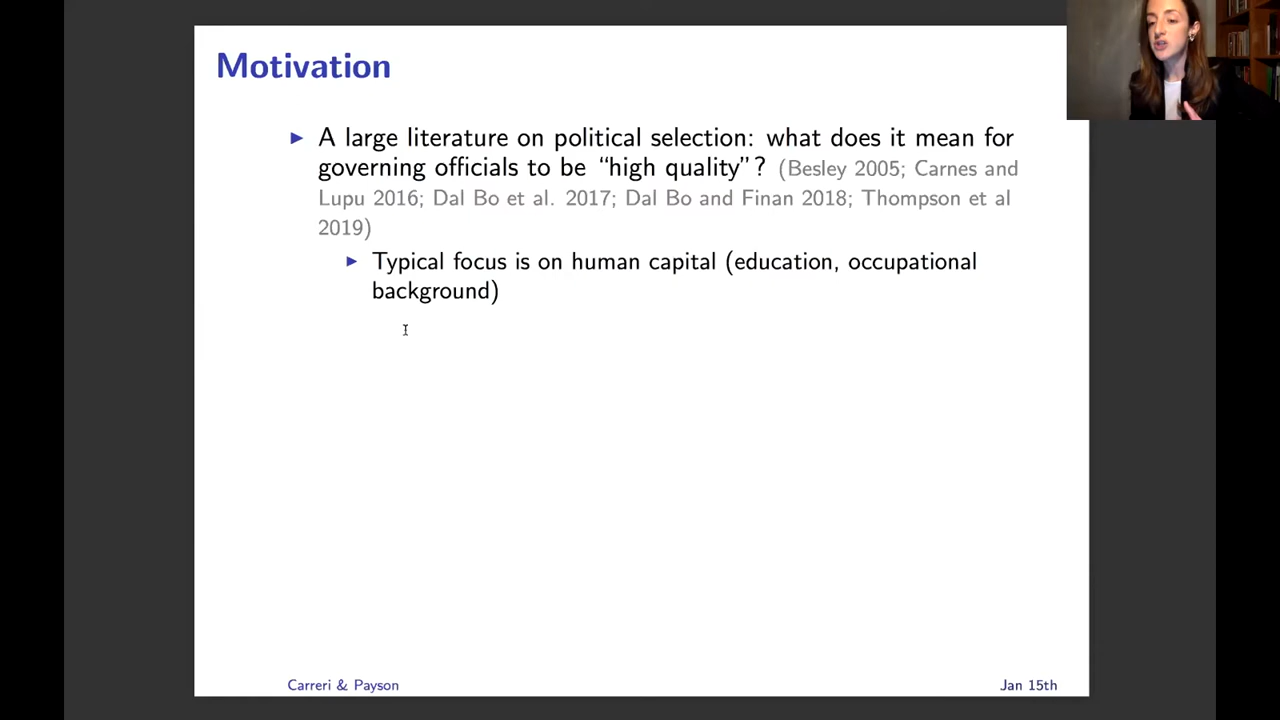 Motivation
A large literature on political selection: what does it mean for
governing officials to be “high quality”? (Besley 2005; Carnes and
Lupu 2016; Dal Bo et al. 2017; Dal Bo and Finan 2018; Thompson et al
2019)
Typical focus is on human capital (education, occupational
background)
Carreri & Payson
Jan 15th